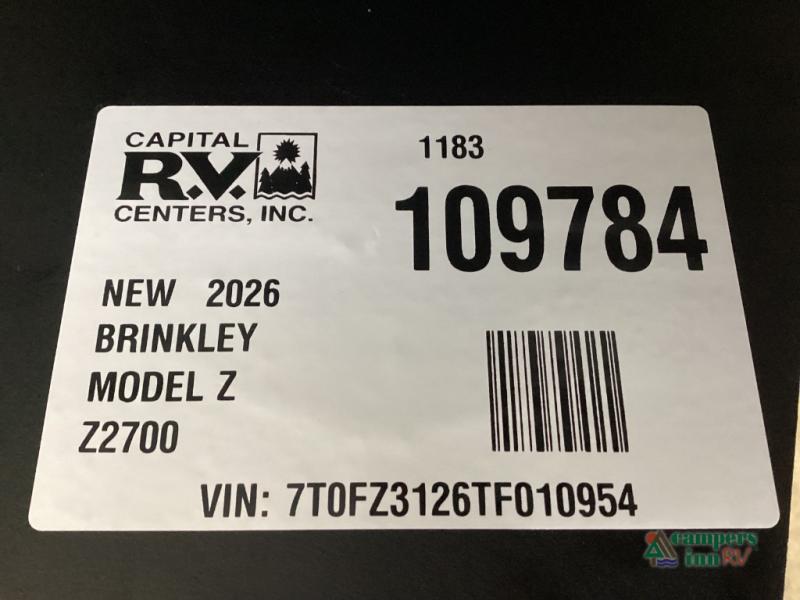 CAPITAL
R.V.
CENTERS, INC.
1183
109784
NEW 2026
BRINKLEY
MODEL Z
Z2700
VIN: 7T0FZ3126TF010954
campers
inn RV